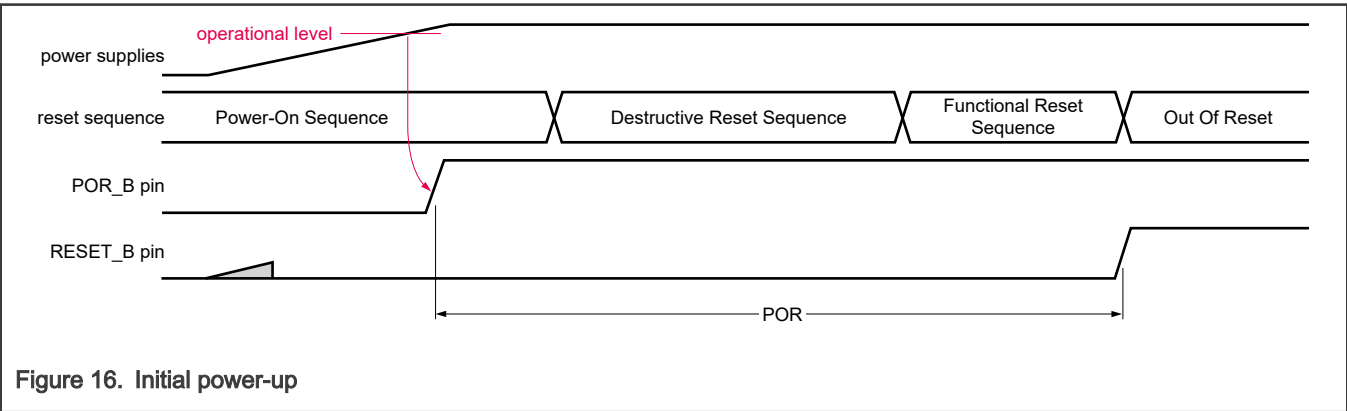 operational level
power supplies
reset sequence
Power-On Sequence
Destructive Reset Sequence
Functional Reset
Sequence
Out Of Reset
POR_B pin
RESET_B pin
POR
Figure 16. Initial power-up